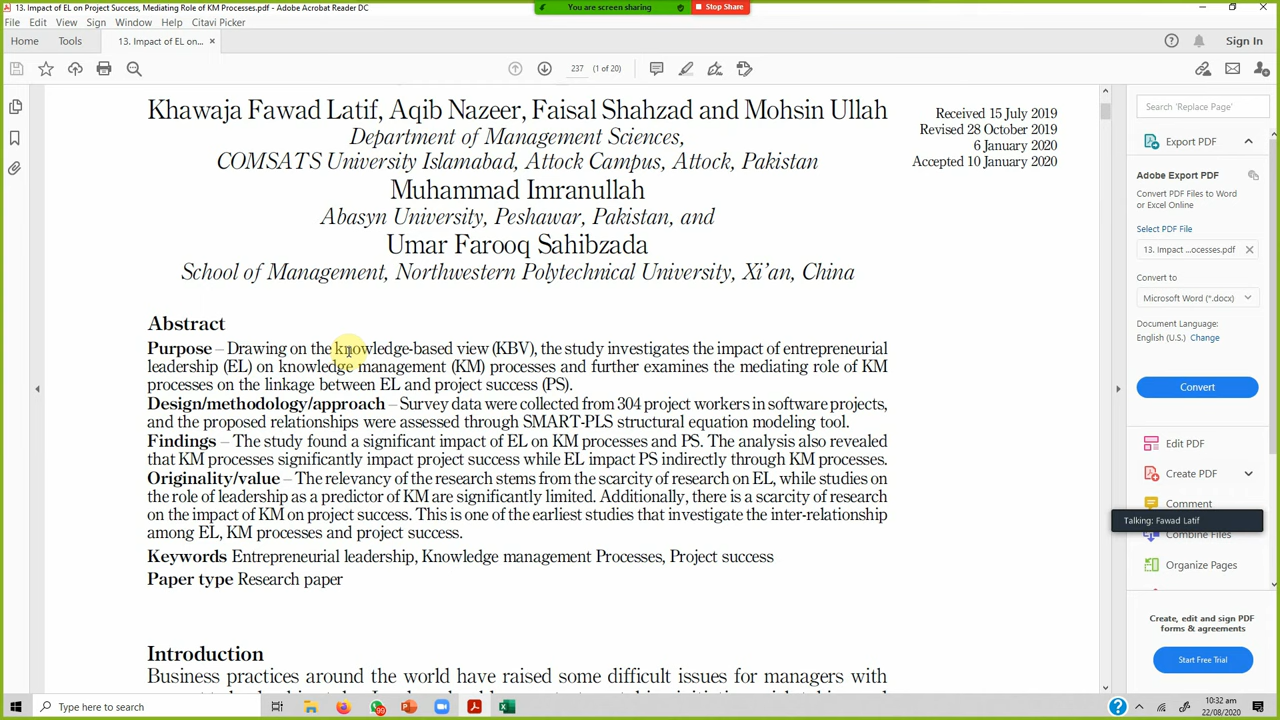 13. Impact of EL on Project Success, Mediating Role of KM Processes.pdf - Adobe Acrobat Reader DC
You are screen sharing
Stop Share
File Edit View Sign Window Help Citavi Picker
Home Tools 13. Impact of EL on... ×
Sign In
237 (1 of 20)
Khawaja Fawad Latif, Aqib Nazeer, Faisal Shahzad and Mohsin Ullah
Department of Management Sciences,
COMSATS University Islamabad, Attock Campus, Attock, Pakistan
Muhammad Imranullah
Abasyn University, Peshawar, Pakistan, and
Umar Farooq Sahibzada
School of Management, Northwestern Polytechnical University, Xi'an, China
Received 15 July 2019
Revised 28 October 2019
6 January 2020
Accepted 10 January 2020
Abstract
Purpose – Drawing on the knowledge-based view (KBV), the study investigates the impact of entrepreneurial
leadership (EL) on knowledge management (KM) processes and further examines the mediating role of KM
processes on the linkage between EL and project success (PS).
Design/methodology/approach – Survey data were collected from 304 project workers in software projects,
and the proposed relationships were assessed through SMART-PLS structural equation modeling tool.
Findings – The study found a significant impact of EL on KM processes and PS. The analysis also revealed
that KM processes significantly impact project success while EL impact PS indirectly through KM processes.
Originality/value – The relevancy of the research stems from the scarcity of research on EL, while studies on
the role of leadership as a predictor of KM are significantly limited. Additionally, there is a scarcity of research
on the impact of KM on project success. This is one of the earliest studies that investigate the inter-relationship
among EL, KM processes and project success.
Keywords Entrepreneurial leadership, Knowledge management Processes, Project success
Paper type Research paper
Introduction
Business practices around the world have raised some difficult issues for managers with
Search 'Replace Page'
Export PDF
Adobe Export PDF
Convert PDF Files to Word
or Excel Online
Select PDF File
13. Impact ...ocesses.pdf
Convert to
Microsoft Word (*.docx)
Document Language:
English (U.S.) Change
Convert
Edit PDF
Create PDF
Comment
Talking: Fawad Latif
Combine Files
Organize Pages
Create, edit and sign PDF
forms & agreements
Start Free Trial
Type here to search
99
10:32 am
22/08/2020